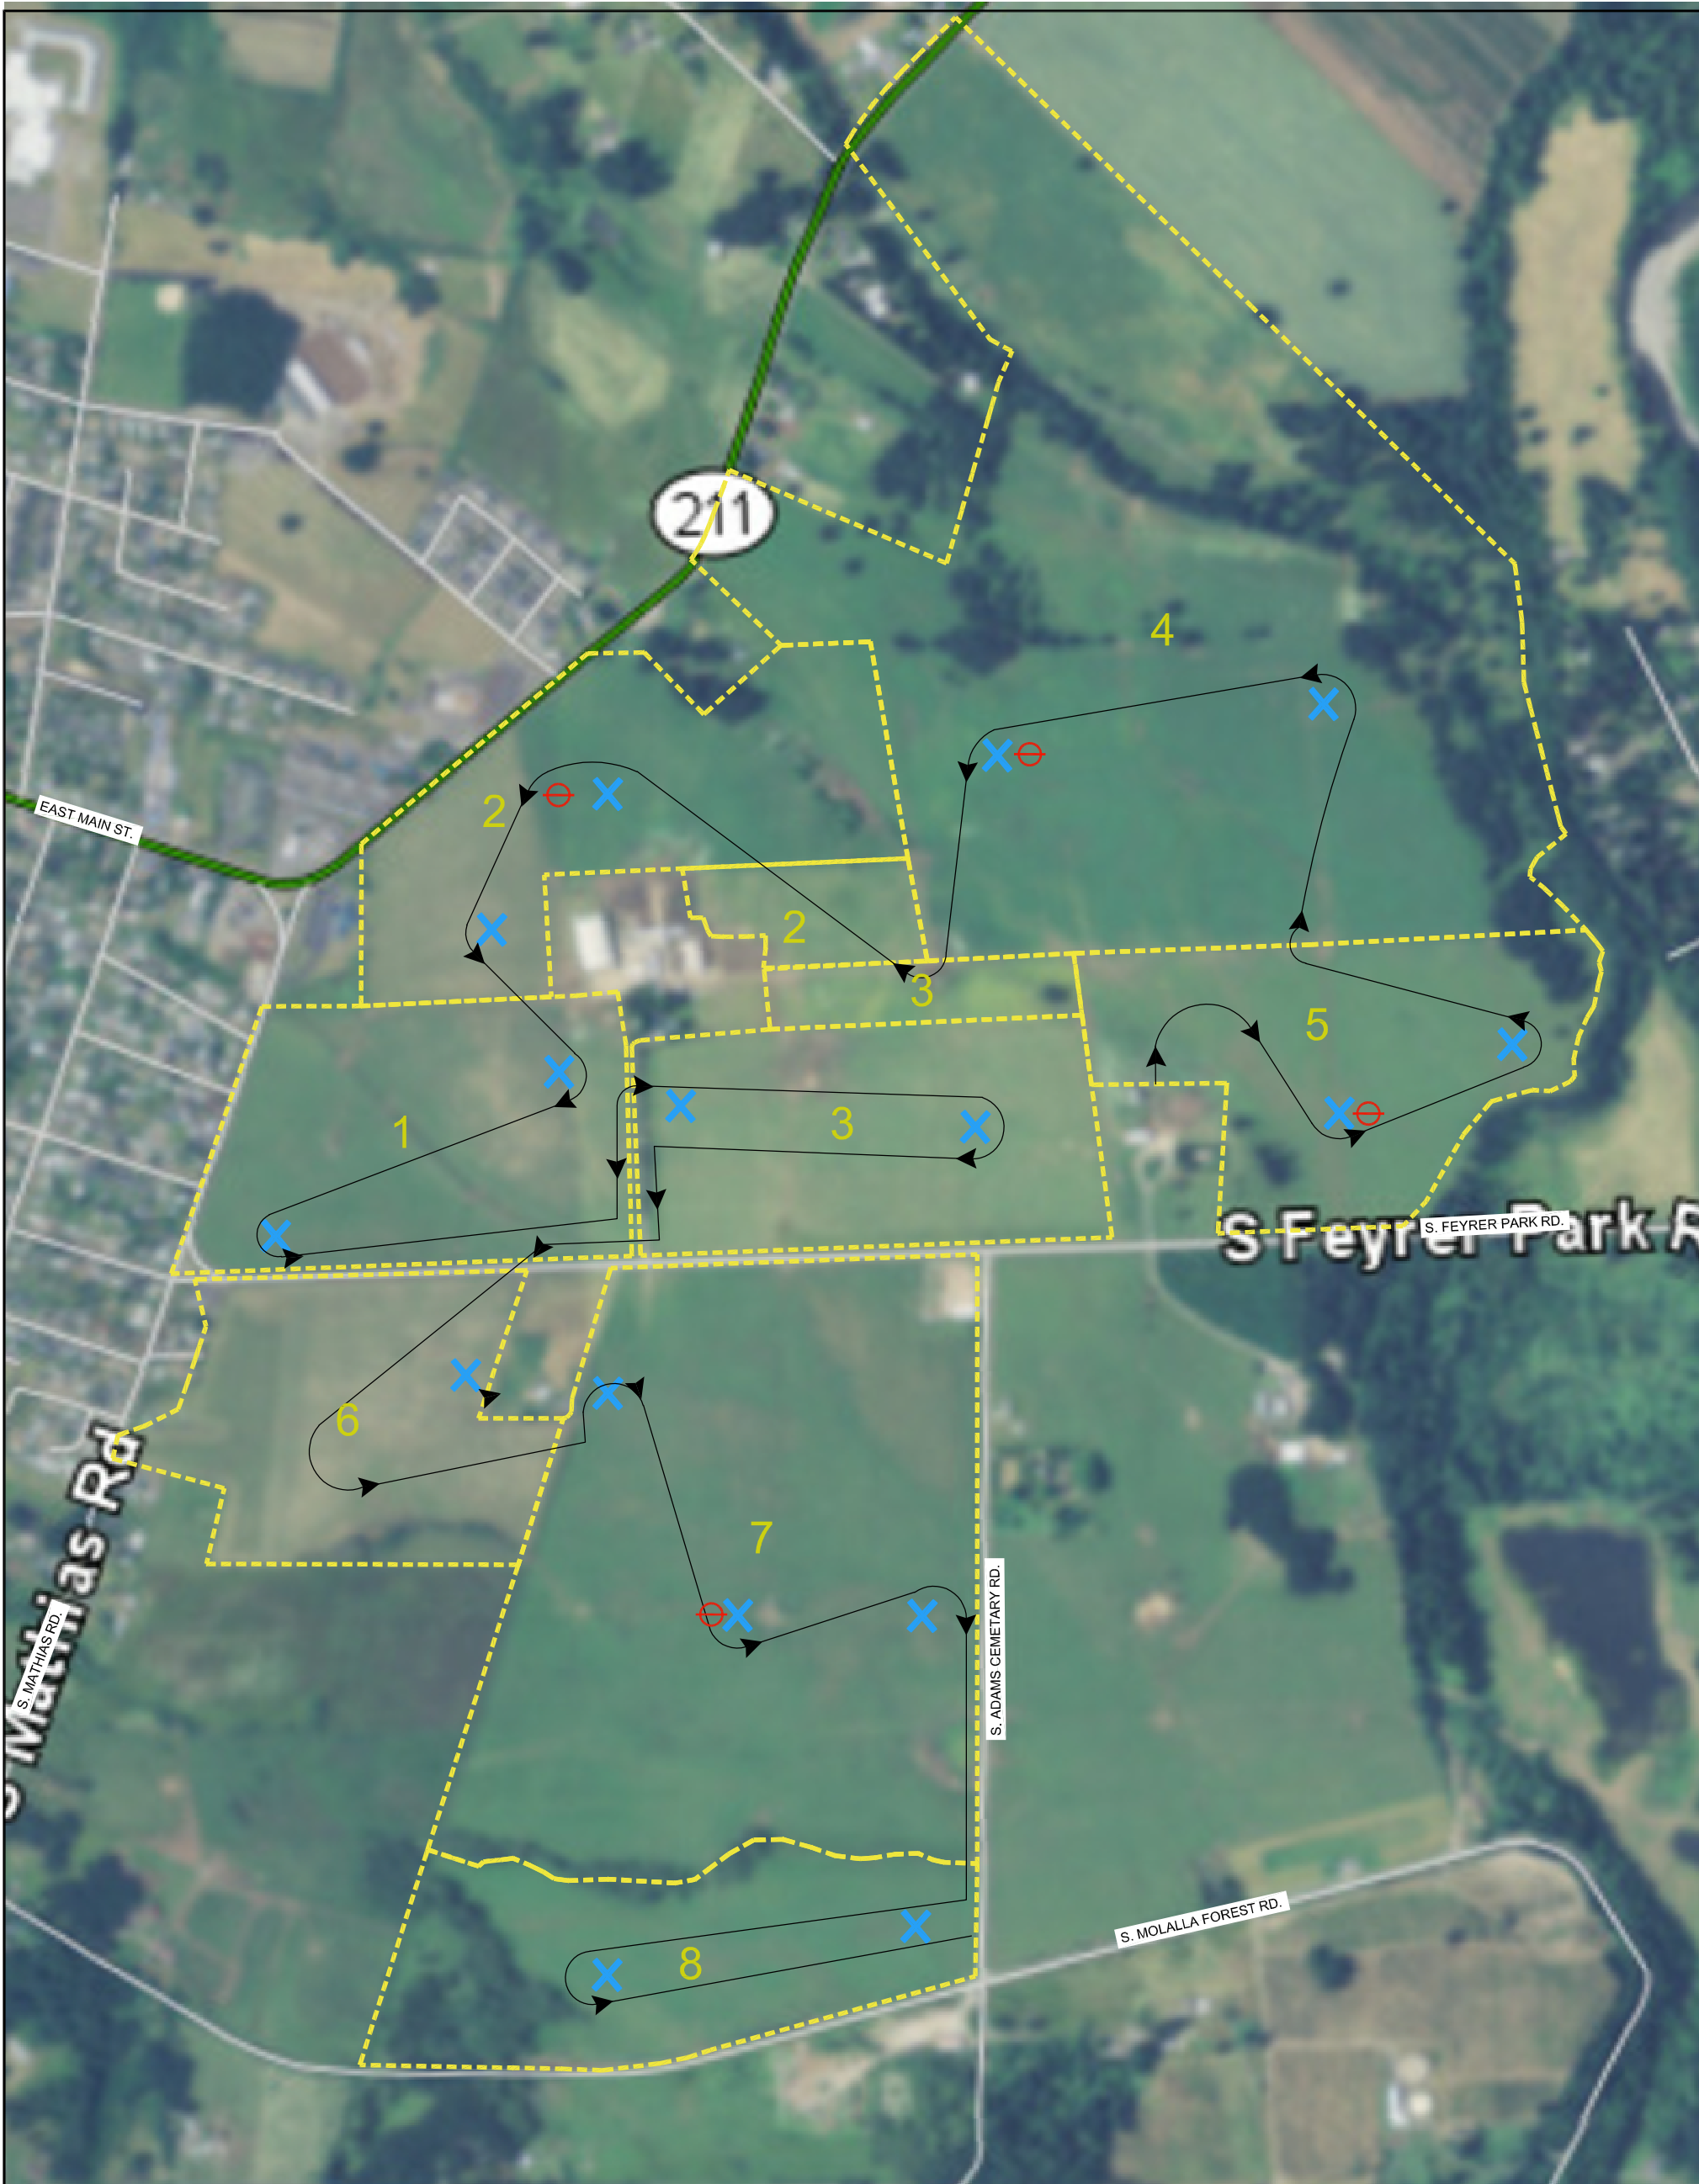 211
4
EAST MAIN ST.
2
2
3
5
1
3
S Feyrer Park R
S. FEYRER PARK RD.
6
S Mathias Rd
S. MATHIAS RD.
7
S. ADAMS CEMETARY RD.
S. MOLALLA FOREST RD.
8